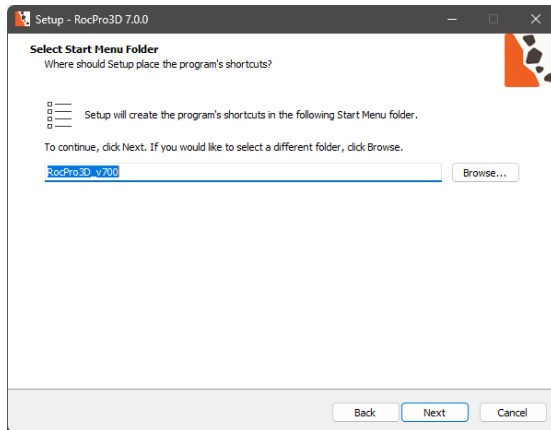 Setup - RocPro3D 7.0.0
Select Start Menu Folder
Where should Setup place the program's shortcuts?
Setup will create the program's shortcuts in the following Start Menu folder.
To continue, click Next. If you would like to select a different folder, click Browse.
RocPro3D_v700
Browse...
Back
Next
Cancel